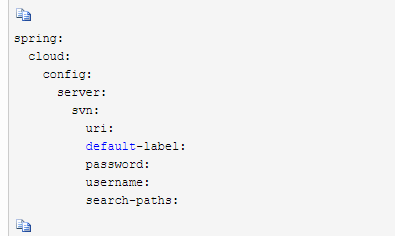 spring:
  cloud:
    config:
      server:
        svn:
          uri:
          default-label:
          password:
          username:
          search-paths: